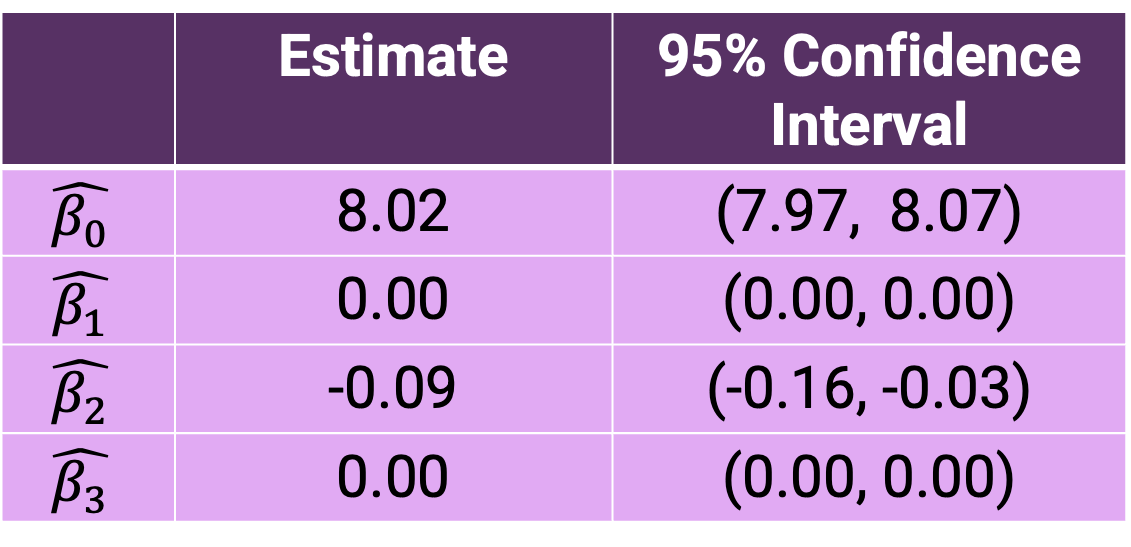 Estimate 95% Confidence Interval
β̂₀ 8.02 (7.97, 8.07)
β̂₁ 0.00 (0.00, 0.00)
β̂₂ -0.09 (-0.16, -0.03)
β̂₃ 0.00 (0.00, 0.00)